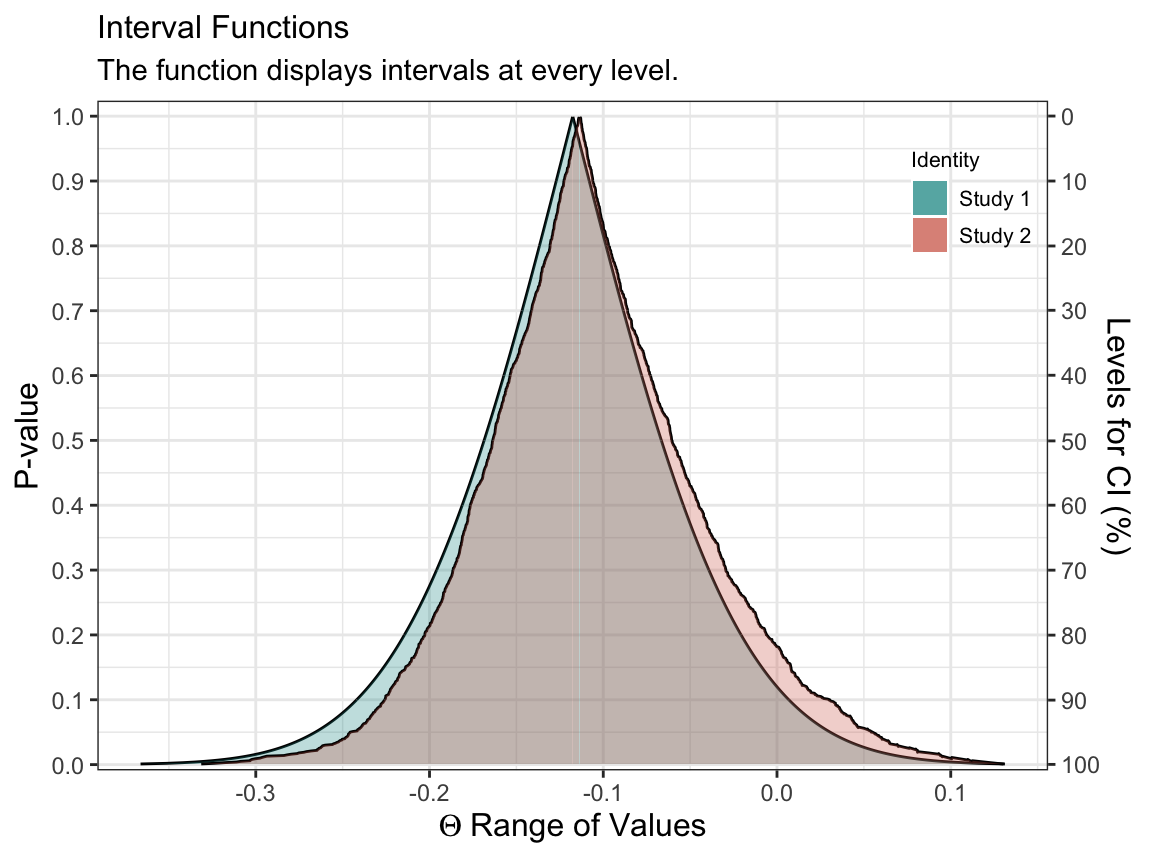 Interval Functions
The function displays intervals at every level.
P-value
1.0
0.9
0.8
0.7
0.6
0.5
0.4
0.3
0.2
0.1
0.0
Identity
Study 1
Study 2
0
10
20
30
40
50
60
70
80
90
100
Levels for CI (%)
-0.3 -0.2 -0.1 0.0 0.1
Θ Range of Values